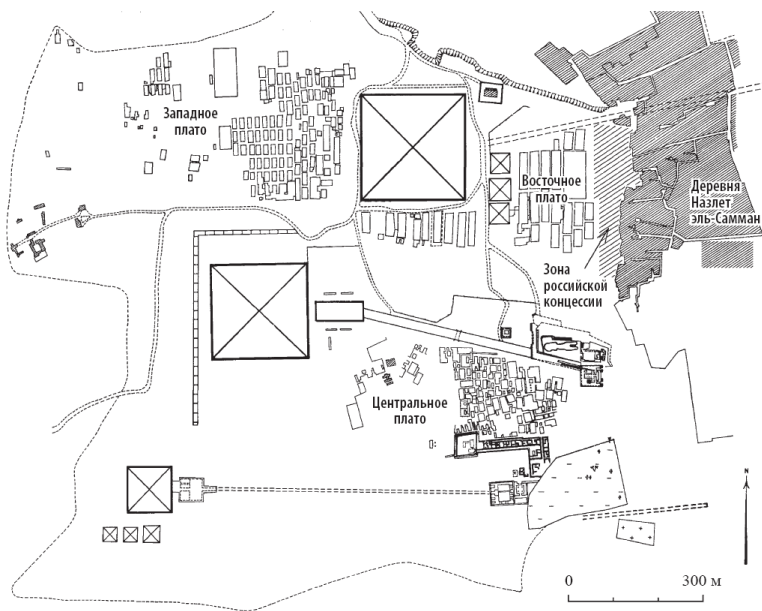 Западное
плато
Восточное
плато
Деревня
Назлет
эль-Самман
Зона
российской
концессии
Центральное
плато
N
0
300 м